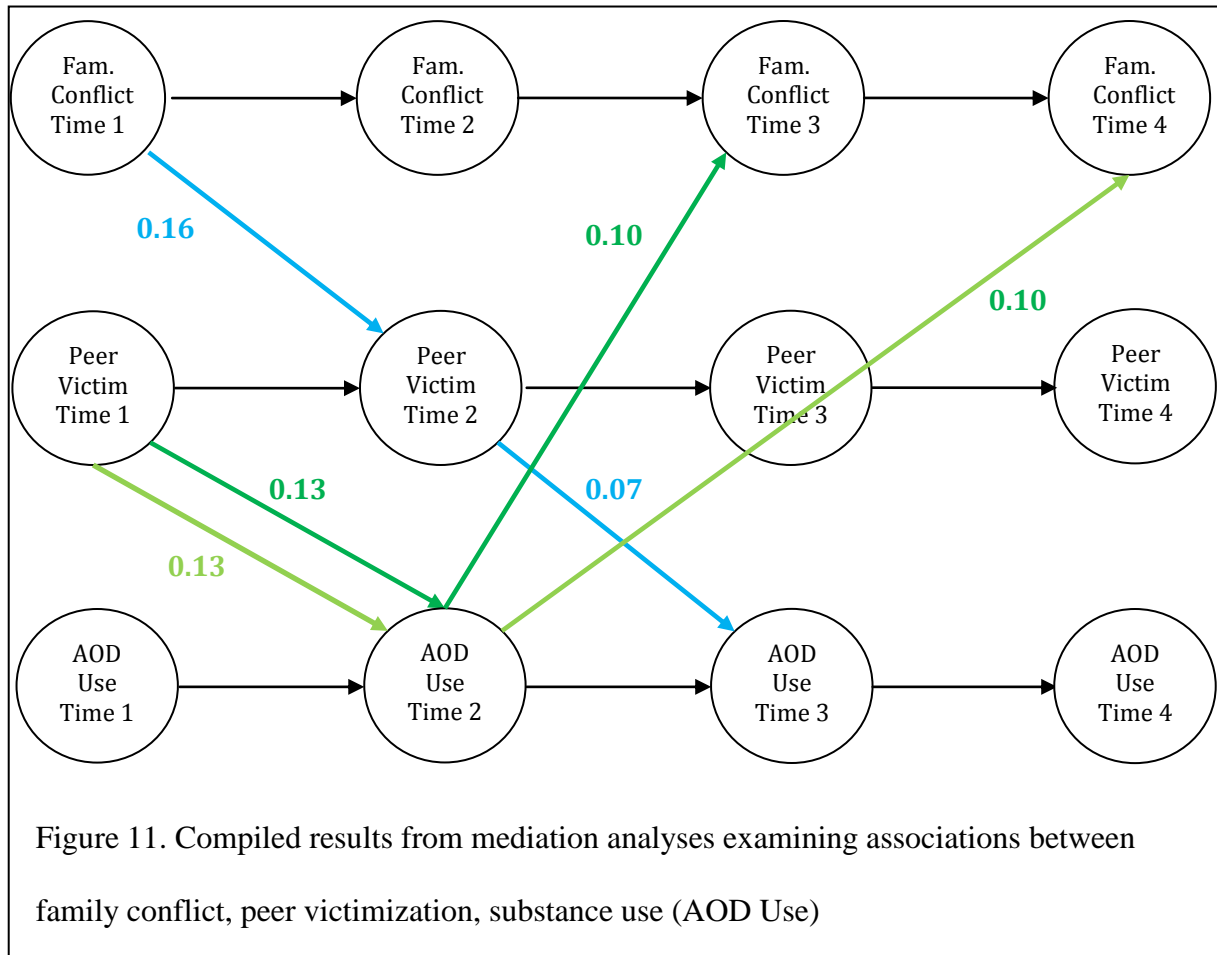 Fam.
Conflict
Time 1
Fam.
Conflict
Time 2
Fam.
Conflict
Time 3
Fam.
Conflict
Time 4
0.16
0.10
0.10
Peer
Victim
Time 1
Peer
Victim
Time 2
Peer
Victim
Time 3
Peer
Victim
Time 4
0.13
0.07
0.13
AOD
Use
Time 1
AOD
Use
Time 2
AOD
Use
Time 3
AOD
Use
Time 4
Figure 11. Compiled results from mediation analyses examining associations between
family conflict, peer victimization, substance use (AOD Use)